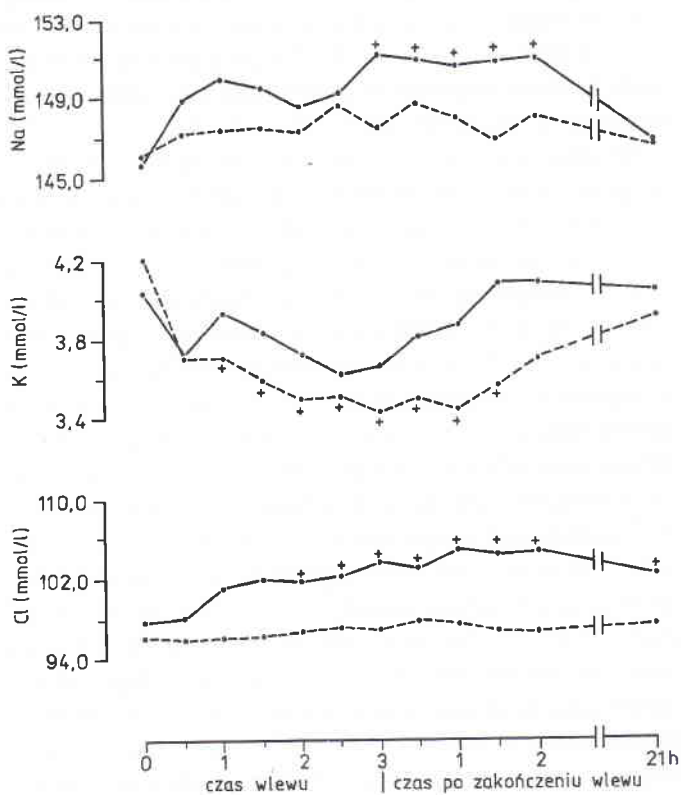 153,0
149,0
145,0
Na (mmol/l)
+ + + + +
4,2
3,8
3,4
K (mmol/l)
+ + + + + + + +
110,0
102,0
94,0
Cl (mmol/l)
+ + + + + + + +
0 1 2 3 1 2 21h
czas wlewu | czas po zakończeniu wlewu